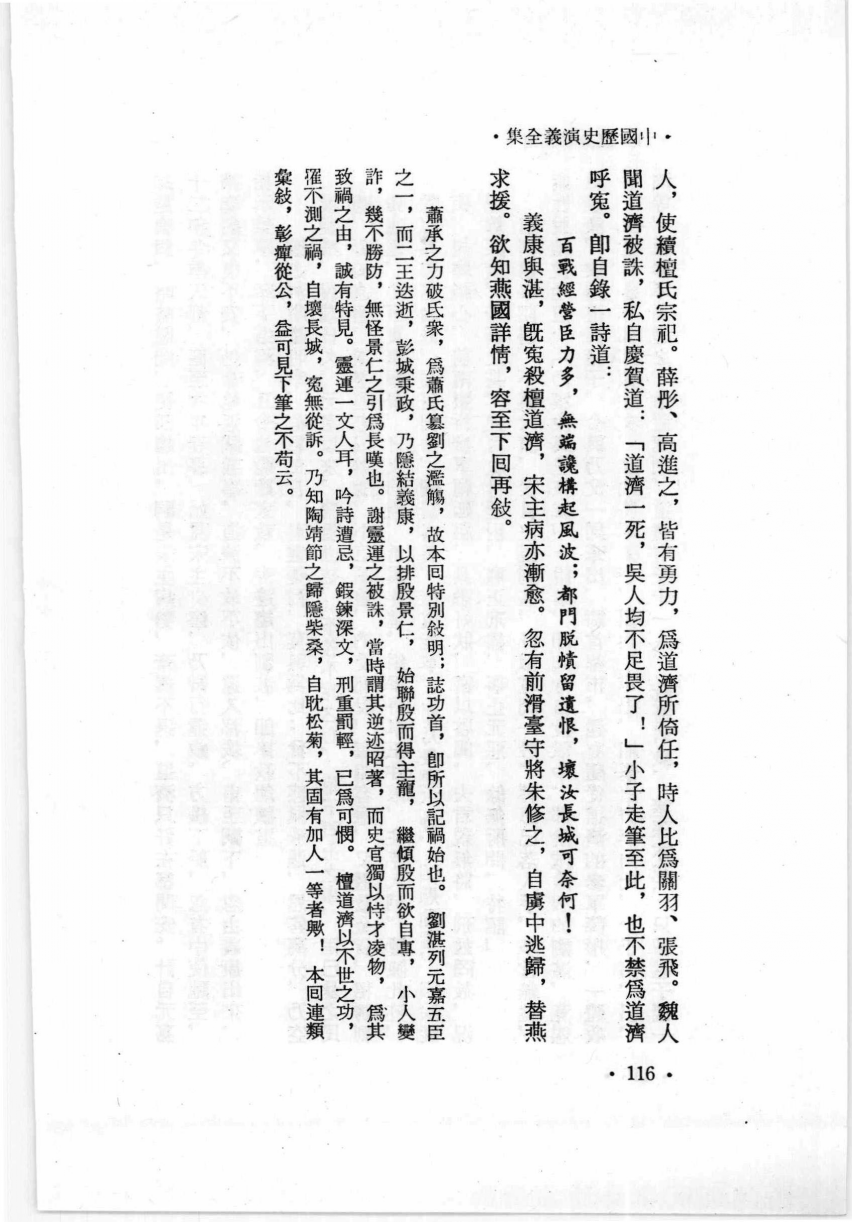 ·中國歷史演義全集·
人，使續檀氏宗祀。薛彤、高進之，皆有勇力，爲道濟所倚任，時人比爲關羽、張飛。魏人
聞道濟被誅，私自慶賀道：「道濟一死，吳人均不足畏了！」小子走筆至此，也不禁爲道濟
呼寃。卽自錄一詩道：
百戰經營臣力多，無端讒構起風波；都門脫幘留遺恨，壞汝長城可奈何！
義康與湛，旣寃殺檀道濟，宋主病亦漸愈。忽有前滑臺守將朱修之，自虜中逃歸，替燕
求援。欲知燕國詳情，容至下回再敍。
蕭承之力破氐衆，爲蕭氏篡劉之濫觴，故本回特別敍明；誌功首，卽所以記禍始也。劉湛列元嘉五臣
之一，而二王迭逝，彭城秉政，乃隱結義康，以排殷景仁，始聯殷而得主寵，繼傾殷而欲自專，小人變
詐，幾不勝防，無怪景仁之引爲長嘆也。謝靈運之被誅，當時謂其逆迹昭著，而史官獨以恃才凌物，爲其
致禍之由，誠有特見。靈運一文人耳，吟詩遭忌，鍜鍊深文，刑重罰輕，已爲可憫。檀道濟以不世之功，
罹不測之禍，自壞長城，寃無從訴。乃知陶靖節之歸隱柴桑，自耽松菊，其固有加人一等者歟！本回連類
彙敍，彰癉從公，益可見下筆之不苟云。
·116·